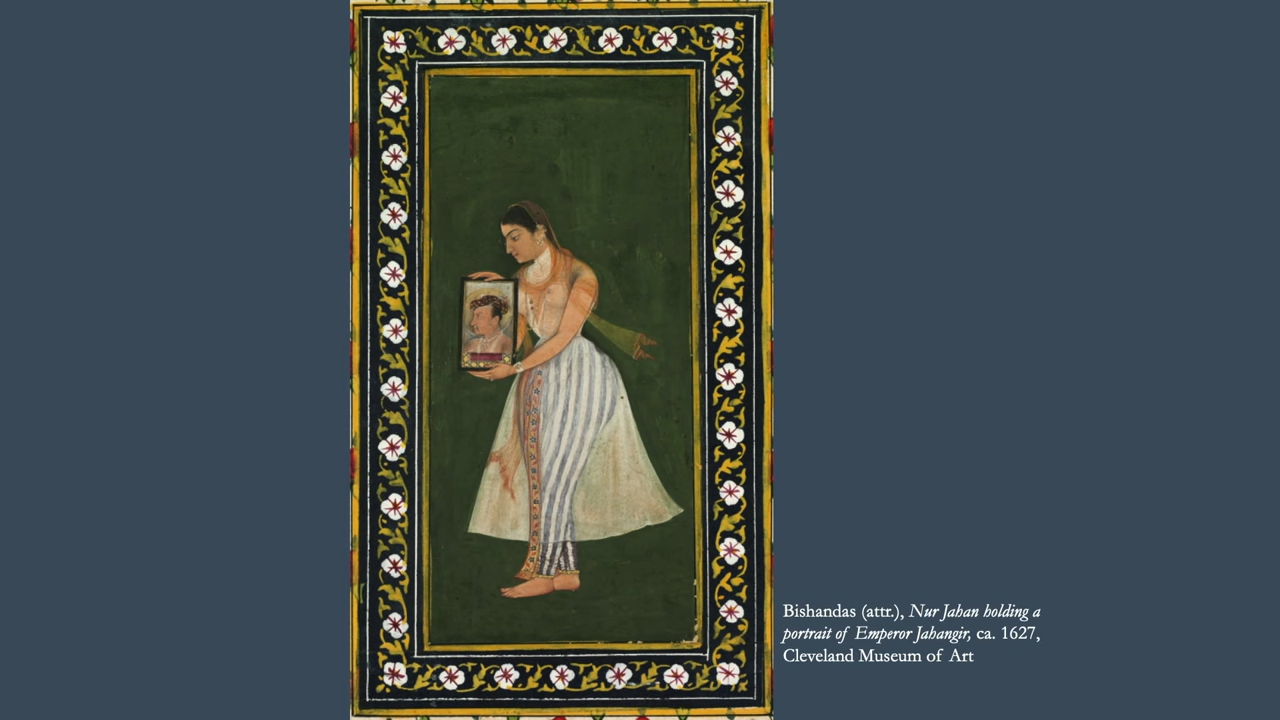 Bishandas (attr.), Nur Jahan holding a
portrait of Emperor Jahangir, ca. 1627,
Cleveland Museum of Art